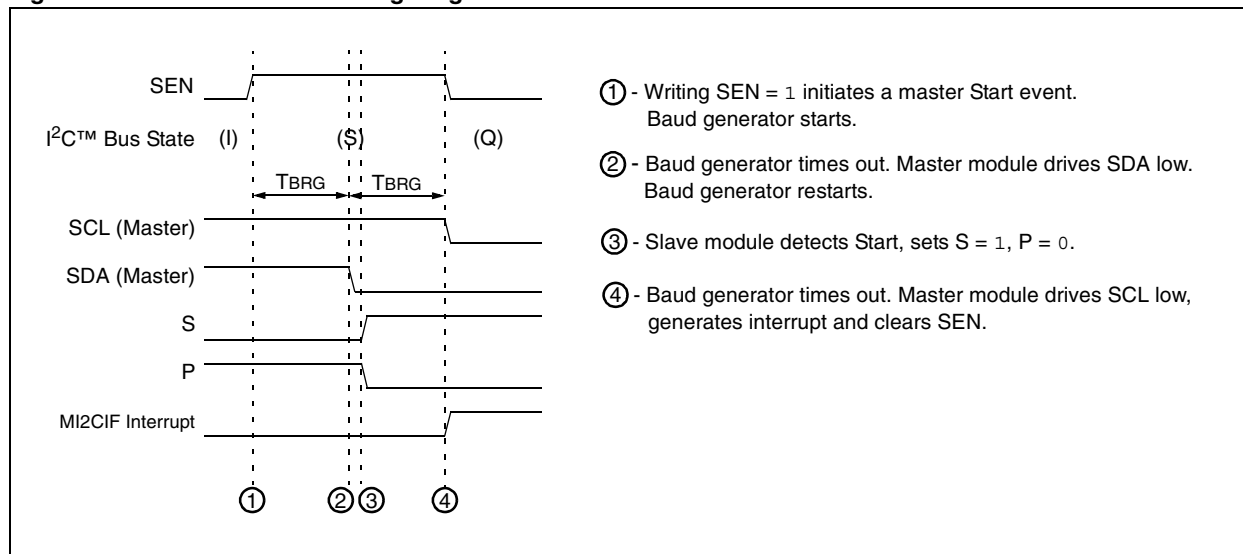 SEN
I²C™ Bus State (I) (S) (Q)
TBRG TBRG
SCL (Master)
SDA (Master)
S
P
MI2CIF Interrupt
① ② ③ ④
① - Writing SEN = 1 initiates a master Start event.
Baud generator starts.
② - Baud generator times out. Master module drives SDA low.
Baud generator restarts.
③ - Slave module detects Start, sets S = 1, P = 0.
④ - Baud generator times out. Master module drives SCL low,
generates interrupt and clears SEN.